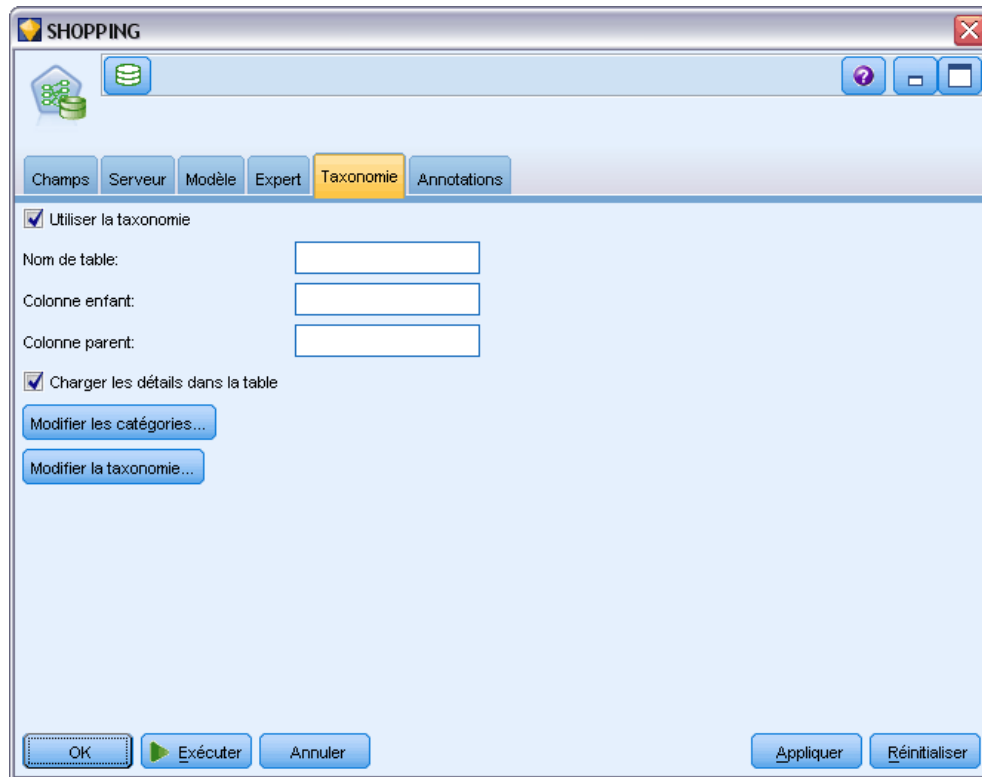 SHOPPING
?
Champs Serveur Modèle Expert Taxonomie Annotations
Utiliser la taxonomie
Nom de table:
Colonne enfant:
Colonne parent:
Charger les détails dans la table
Modifier les catégories...
Modifier la taxonomie...
OK Exécuter Annuler Appliquer Réinitialiser